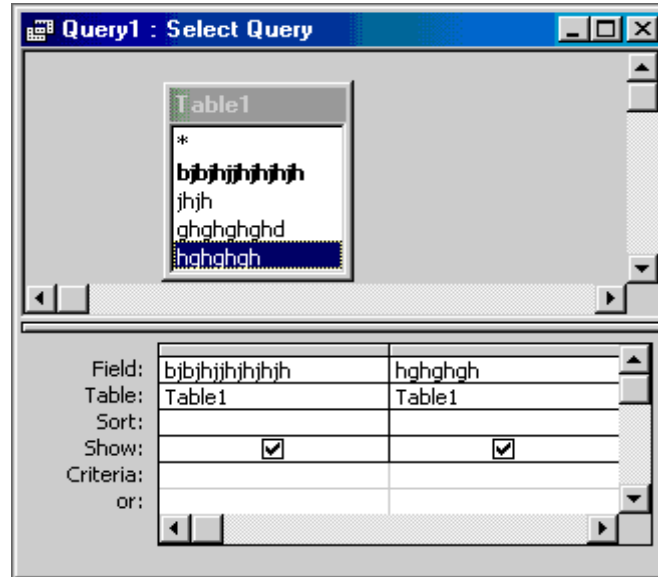 Query1 : Select Query
Table1
*
bjbjhjjhjhjhjh
jhjh
ghghghghd
hghghgh
Field: bjbjhjjhjhjhjh hghghgh
Table: Table1 Table1
Sort:
Show:
Criteria:
or: